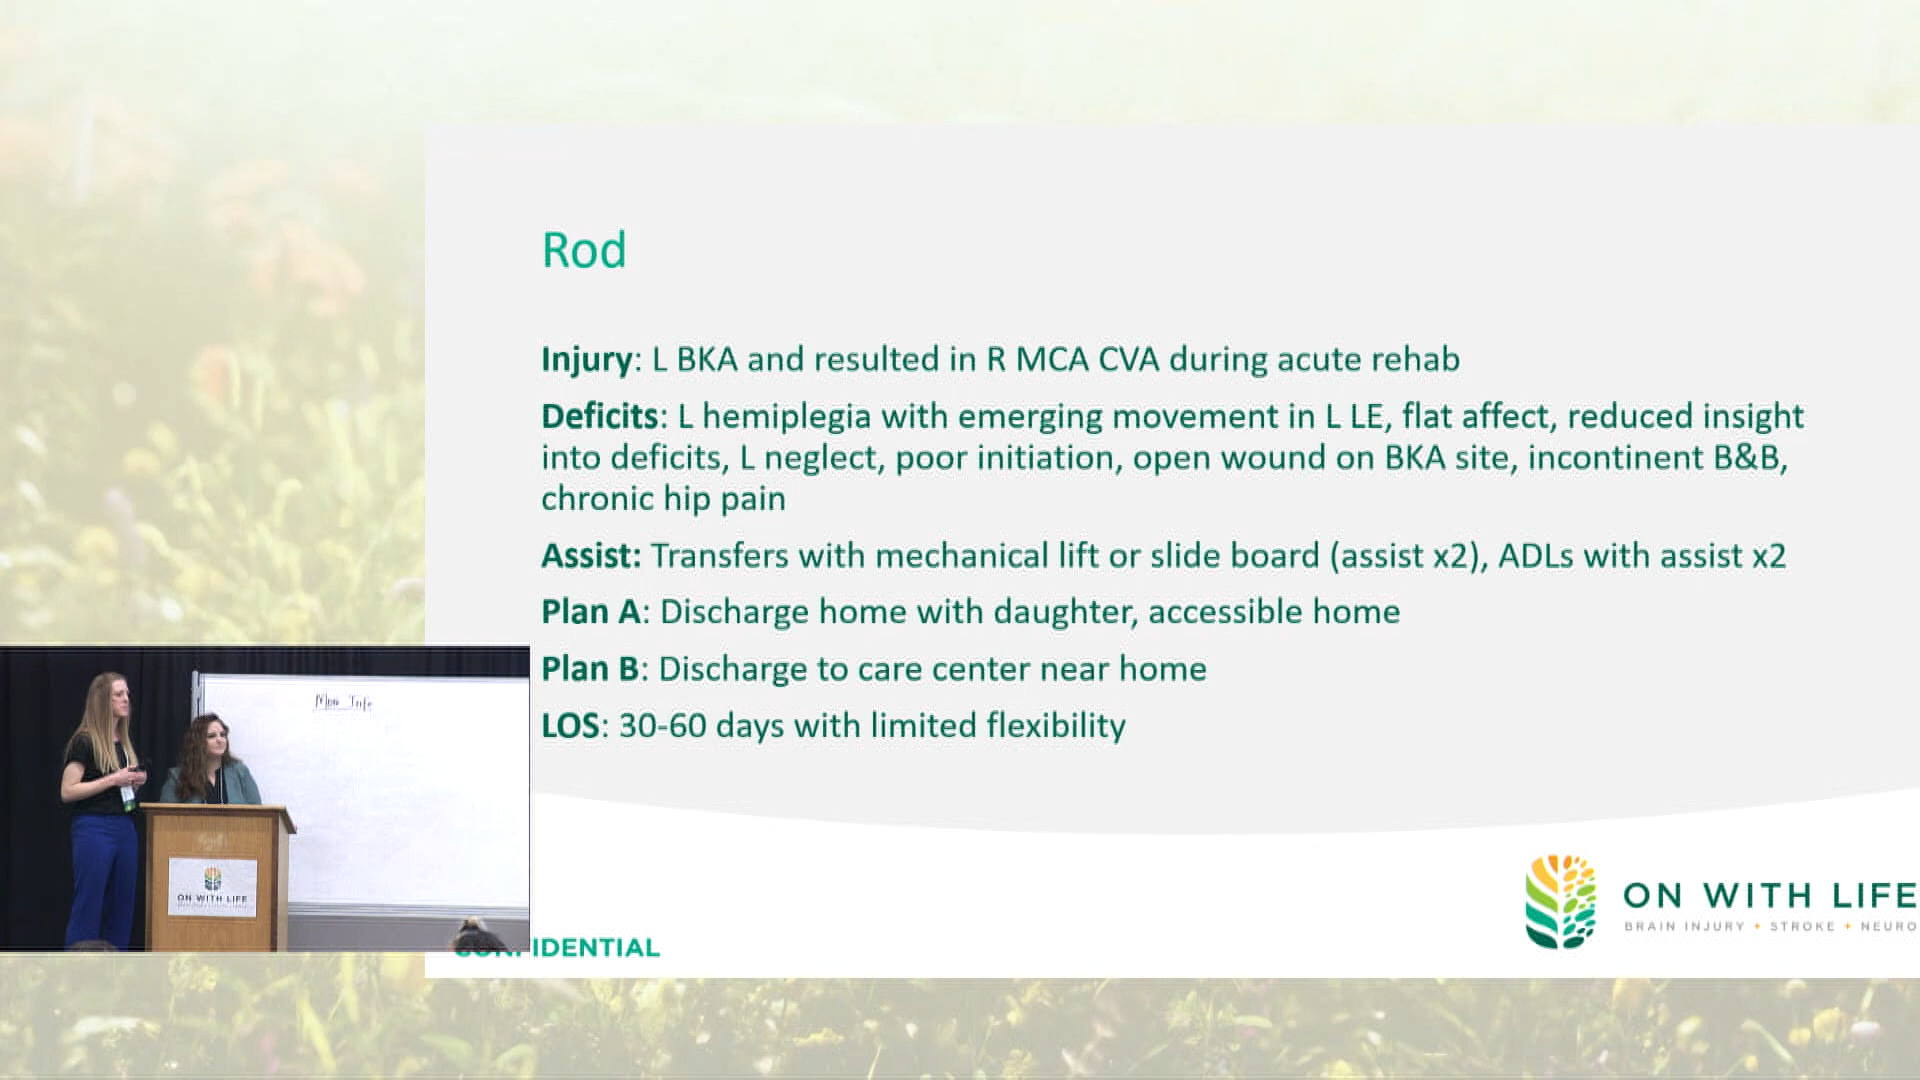 Rod
Injury: L BKA and resulted in R MCA CVA during acute rehab
Deficits: L hemiplegia with emerging movement in L LE, flat affect, reduced insight
into deficits, L neglect, poor initiation, open wound on BKA site, incontinent B&B,
chronic hip pain
Assist: Transfers with mechanical lift or slide board (assist x2), ADLs with assist x2
Plan A: Discharge home with daughter, accessible home
Plan B: Discharge to care center near home
LOS: 30-60 days with limited flexibility
ON WITH LIFE
BRAIN INJURY + STROKE + NEURO
CONFIDENTIAL
ON WITH LIFE